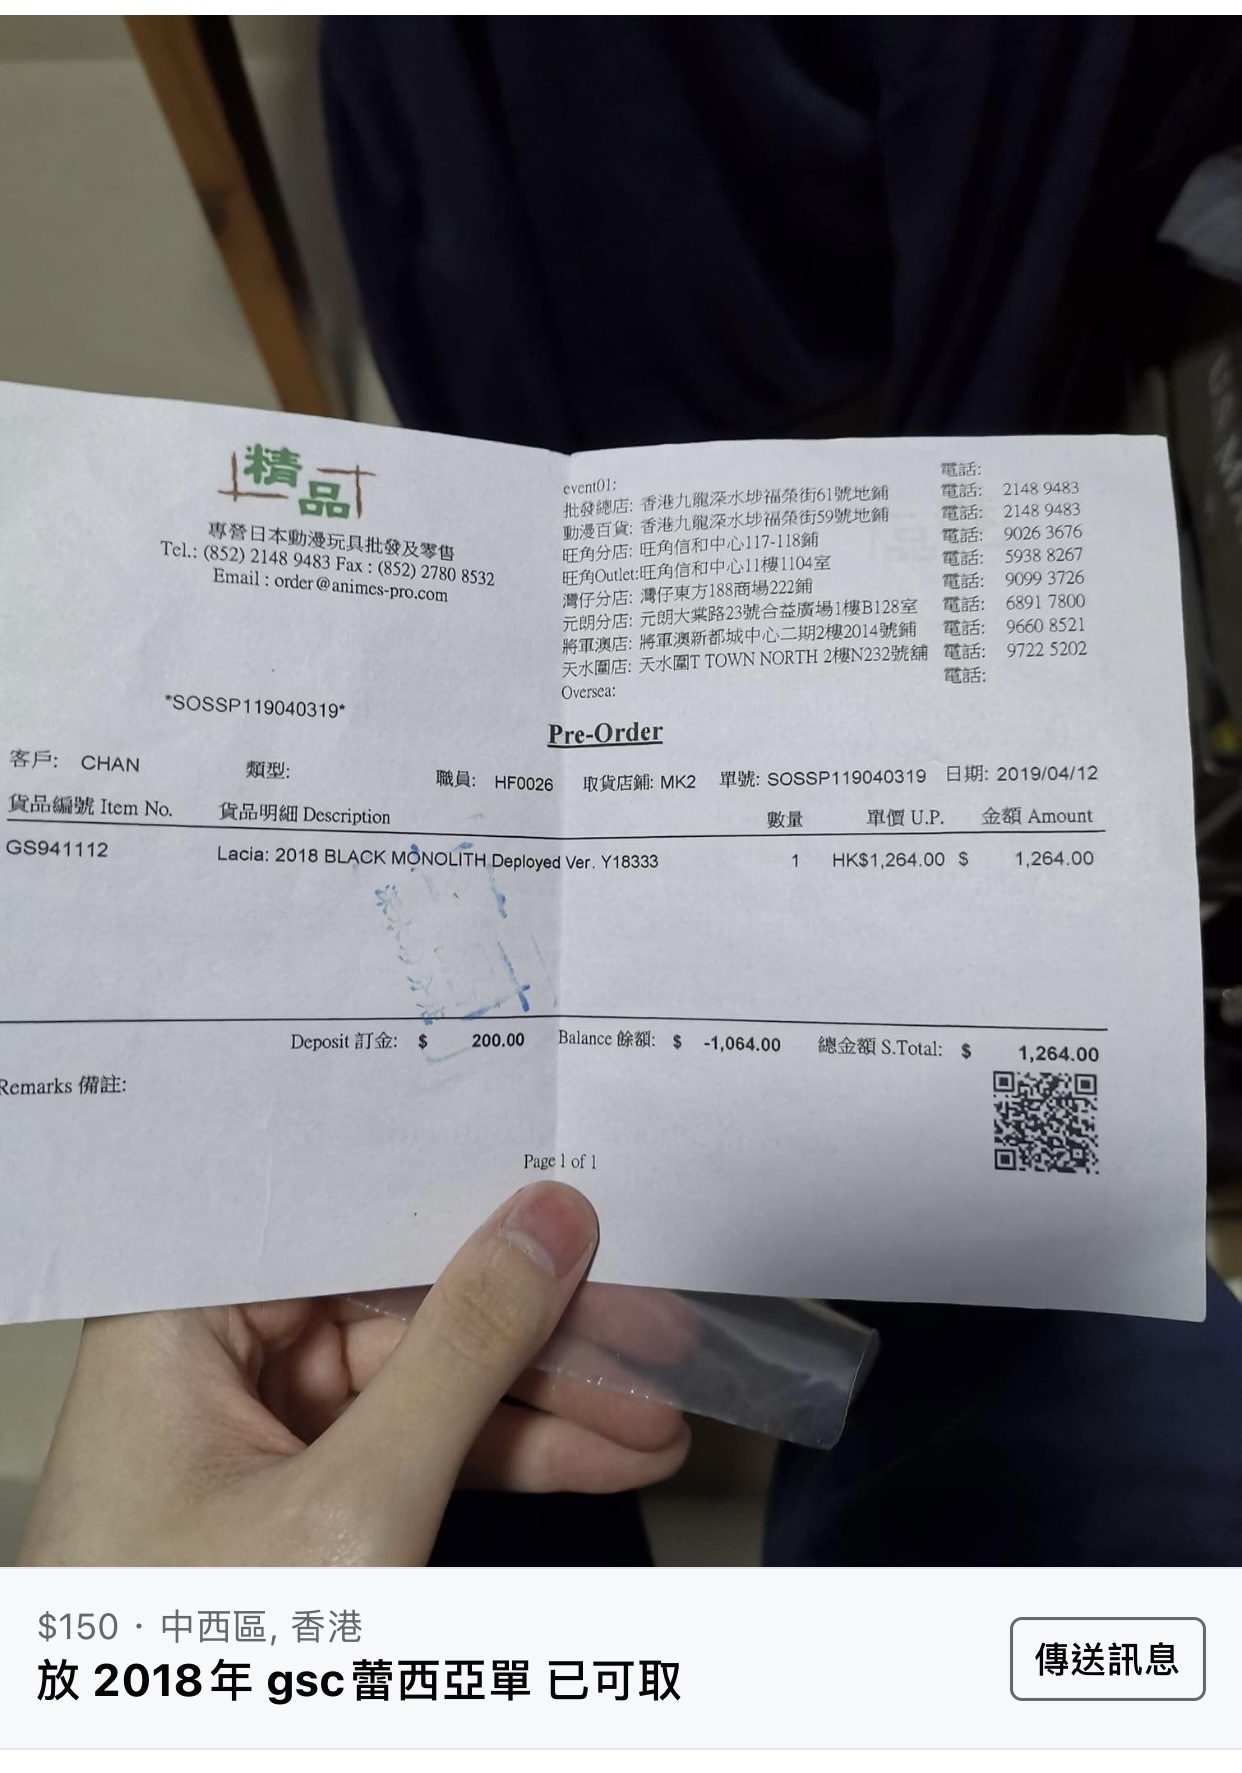 精品
專營日本動漫玩具批發及零售
Tel.: (852) 2148 9483 Fax : (852) 2780 8532
Email : order@animes-pro.com
event01: 電話:
批發總店: 香港九龍深水埗福榮街61號地鋪 電話: 2148 9483
動漫百貨: 香港九龍深水埗福榮街59號地鋪 電話: 2148 9483
旺角分店: 旺角信和中心117-118鋪 電話: 9026 3676
旺角Outlet:旺角信和中心11樓1104室 電話: 5938 8267
灣仔分店: 灣仔東方188商場222鋪 電話: 9099 3726
元朗分店: 元朗大棠路23號合益廣場1樓B128室 電話: 6891 7800
將軍澳店: 將軍澳新都城中心二期2樓2014號鋪 電話: 9660 8521
天水圍店: 天水圍T TOWN NORTH 2樓N232號舖 電話: 9722 5202
Oversea: 電話:
*SOSSP119040319*
Pre-Order
客戶: CHAN 類型: 職員: HF0026 取貨店鋪: MK2 單號: SOSSP119040319 日期: 2019/04/12
貨品編號 Item No. 貨品明細 Description 數量 單價 U.P. 金額 Amount
GS941112 Lacia: 2018 BLACK MONOLITH Deployed Ver. Y18333 1 HK$1,264.00 $ 1,264.00
Deposit 訂金: $ 200.00 Balance 餘額: $ -1,064.00 總金額 S.Total: $ 1,264.00
Remarks 備註:
Page 1 of 1
$150 · 中西區, 香港
放 2018年 gsc蕾西亞單 已可取
傳送訊息